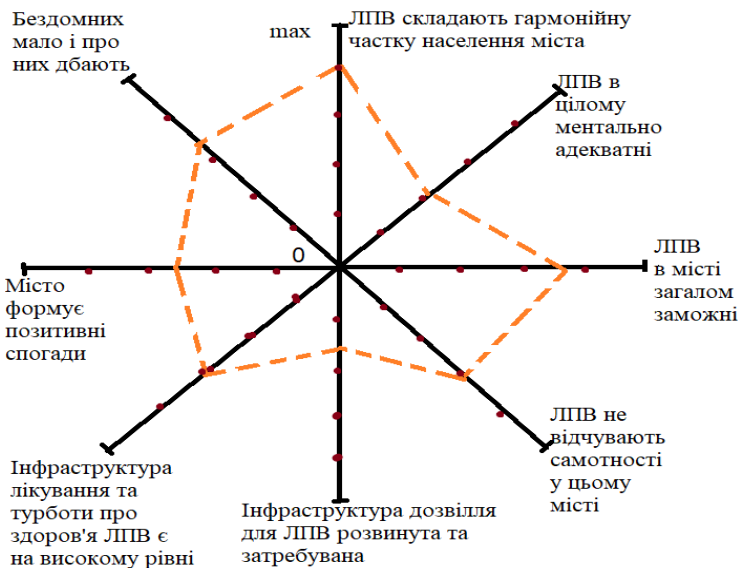 Бездомних
мало і про
них дбають
max
ЛПВ складають гармонійну
частку населення міста
ЛПВ в
цілому
ментально
адекватні
0
ЛПВ
в місті
загалом
заможні
Місто
формує
позитивні
спогади
ЛПВ не
відчувають
самотності
у цьому
місті
Інфраструктура
лікування та
турботи про
здоров'я ЛПВ є
на високому рівні
Інфраструктура дозвілля
для ЛПВ розвинута та
затребувана